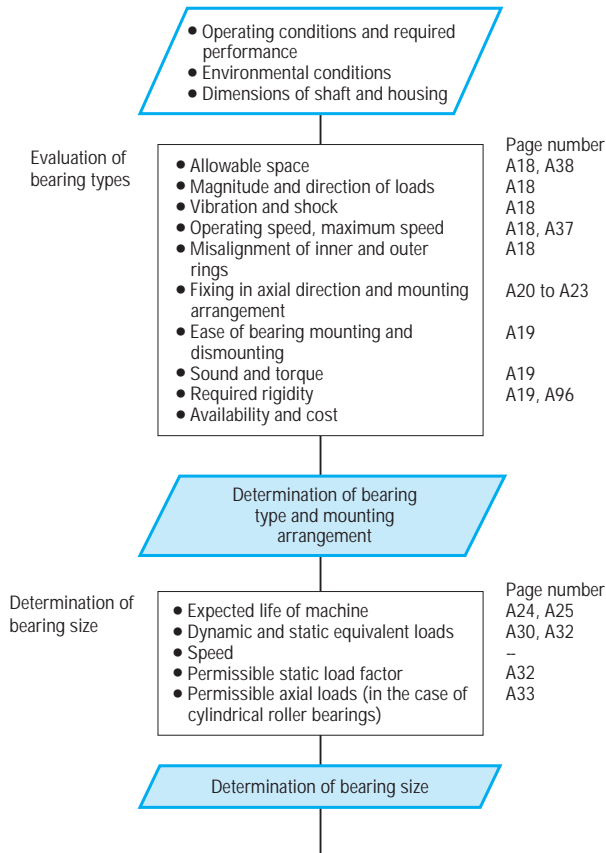 ● Operating conditions and required
performance
● Environmental conditions
● Dimensions of shaft and housing
Evaluation of
bearing types
Page number
● Allowable space A18, A38
● Magnitude and direction of loads A18
● Vibration and shock A18
● Operating speed, maximum speed A18, A37
● Misalignment of inner and outer A18
rings
● Fixing in axial direction and mounting A20 to A23
arrangement
● Ease of bearing mounting and A19
dismounting
● Sound and torque A19
● Required rigidity A19, A96
● Availability and cost
Determination of bearing
type and mounting
arrangement
Determination of
bearing size
Page number
● Expected life of machine A24, A25
● Dynamic and static equivalent loads A30, A32
● Speed –
● Permissible static load factor A32
● Permissible axial loads (in the case of A33
cylindrical roller bearings)
Determination of bearing size